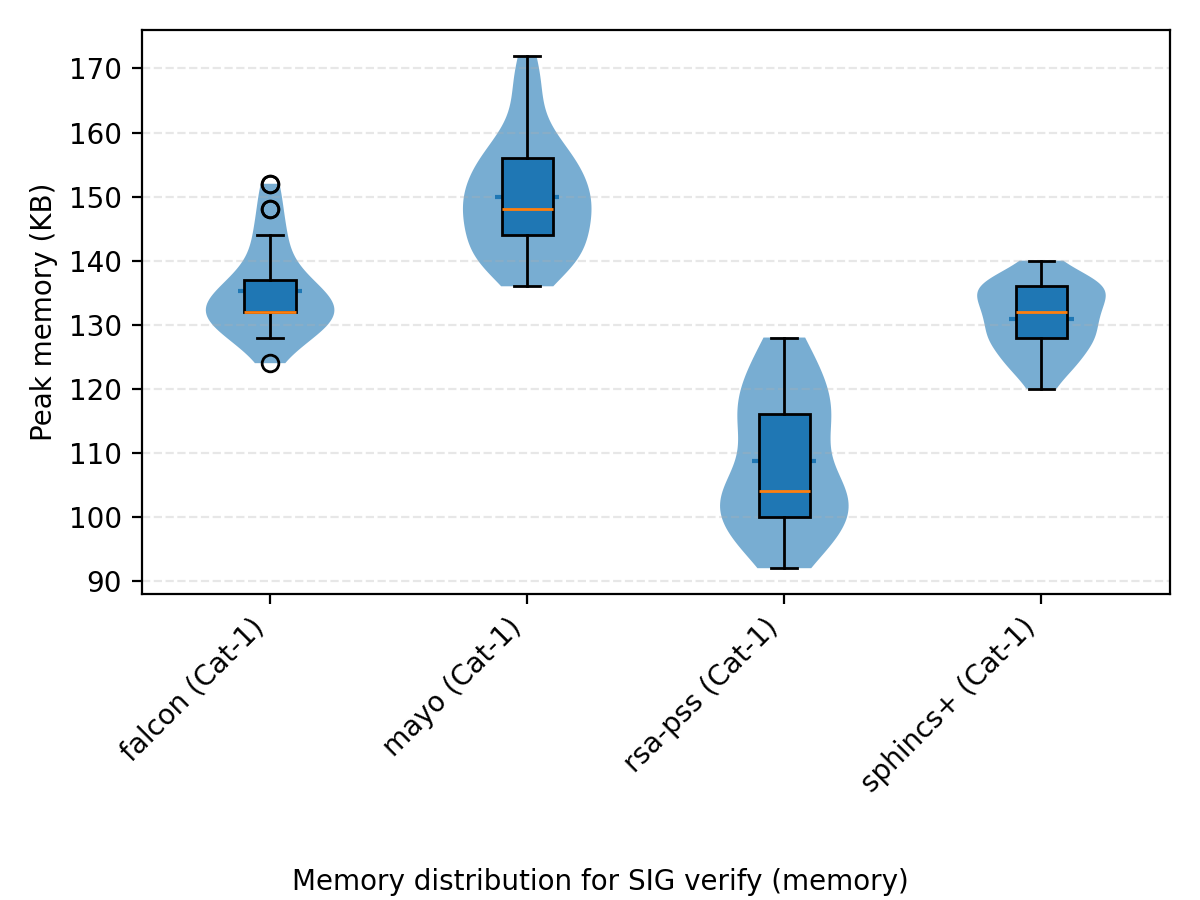 Peak memory (KB)
170
160
150
140
130
120
110
100
90
falcon (Cat-1)
mayo (Cat-1)
rsa-pss (Cat-1)
sphincs+ (Cat-1)
Memory distribution for SIG verify (memory)